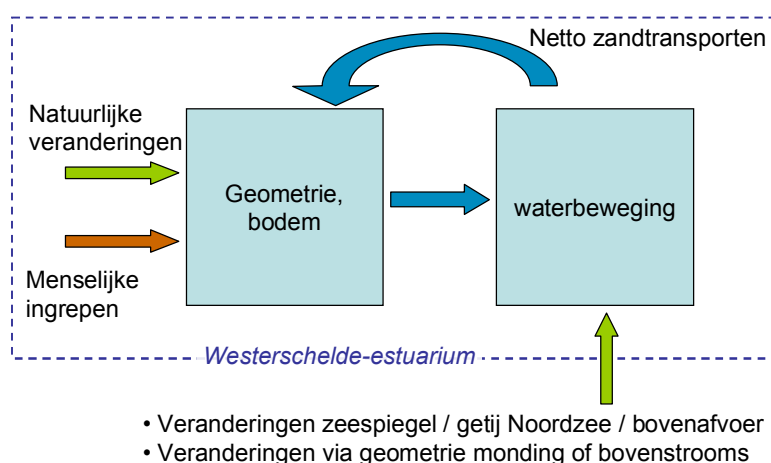 Netto zandtransporten
Natuurlijke
veranderingen
Geometrie,
bodem
waterbeweging
Menselijke
ingrepen
Westerschelde-estuarium
• Veranderingen zeespiegel / getij Noordzee / bovenafvoer
• Veranderingen via geometrie monding of bovenstrooms